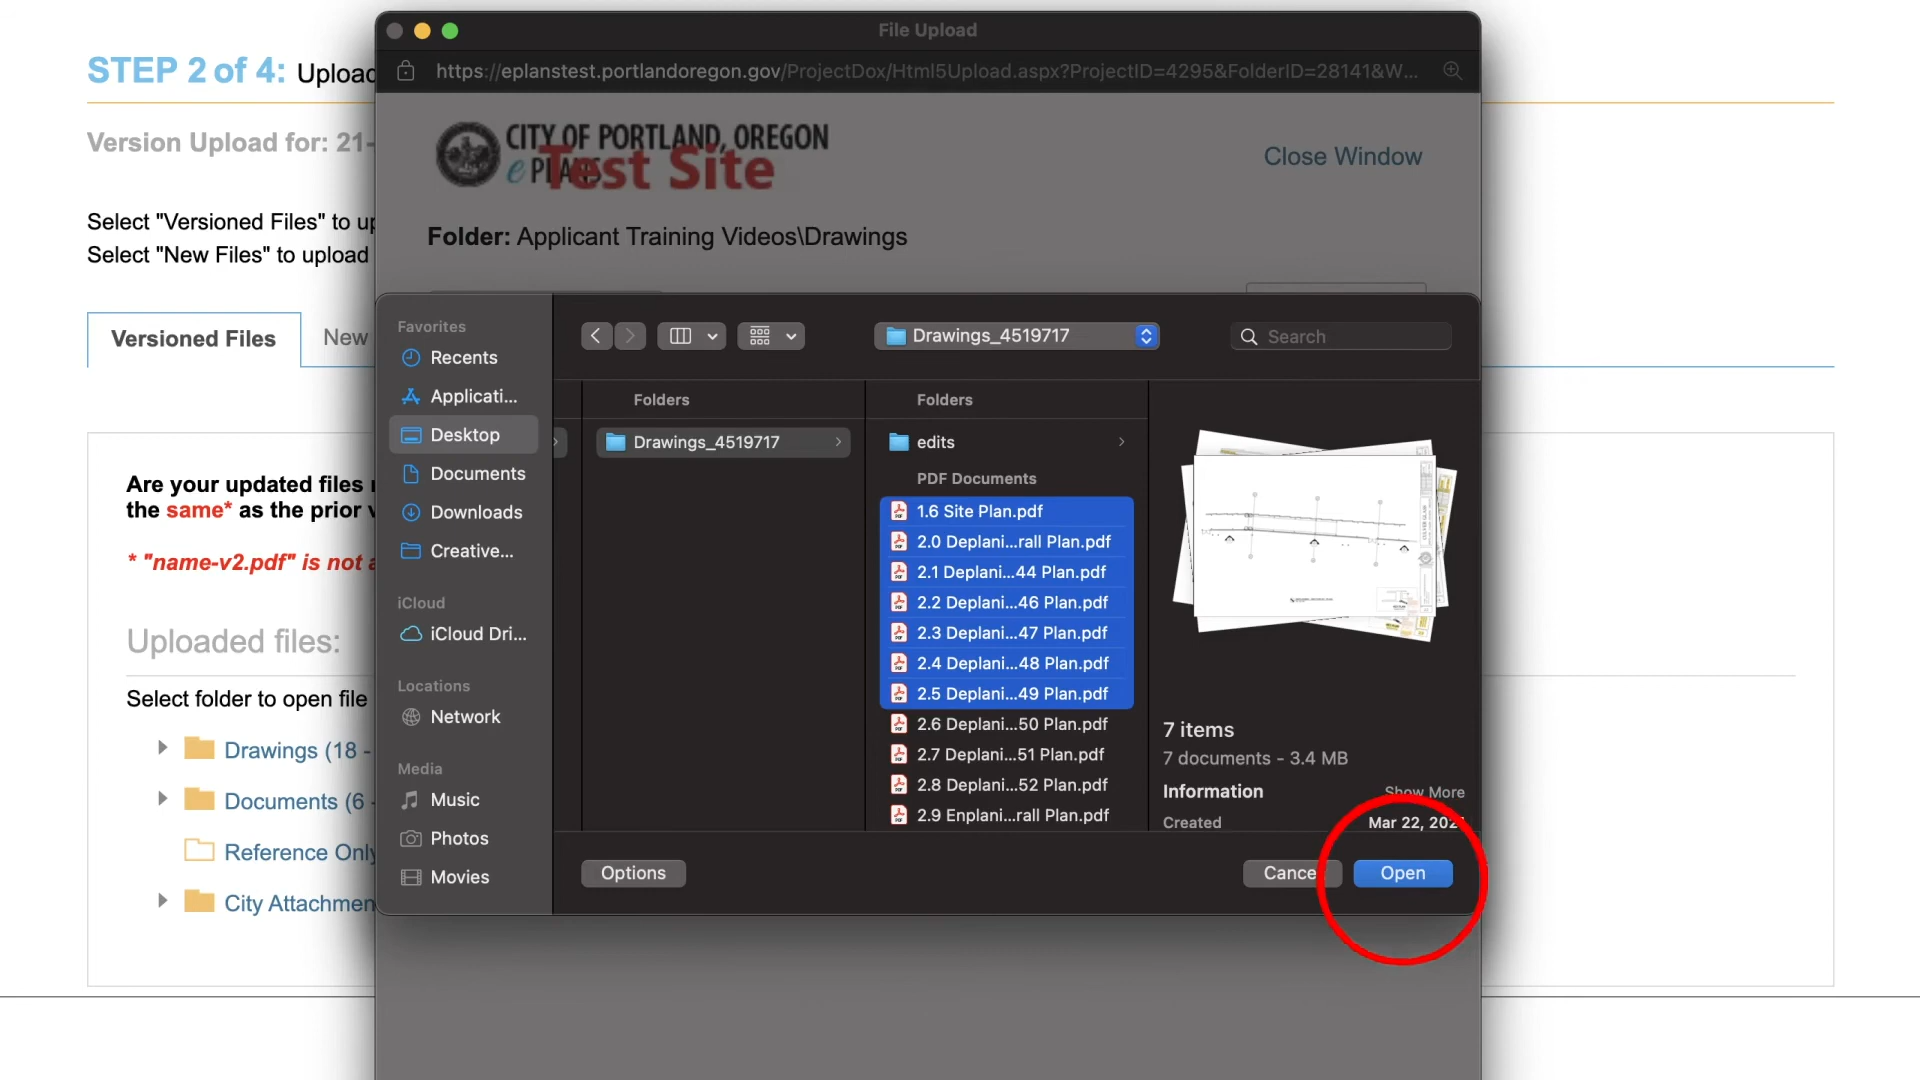 File Upload
https://eplanstest.portlandoregon.gov/ProjectDox/Html5Upload.aspx?ProjectID=4295&FolderID=28141&W...
STEP 2 of 4: Upload
Version Upload for: 21-
Select "Versioned Files" to
Select "New Files" to upload
Versioned Files
New
Are your updated files
the same* as the prior
* "name-v2.pdf" is not
Uploaded files:
Select folder to open file
Drawings (18 -
Documents (6 -
Reference Only
City Attachmen
CITY OF PORTLAND, OREGON
e PLANS
Test Site
Close Window
Folder: Applicant Training Videos\Drawings
Favorites
Recents
Applicati...
Desktop
Documents
Downloads
Creative...
iCloud
iCloud Dri...
Locations
Network
Media
Music
Photos
Movies
Drawings_4519717
Search
Folders
Drawings_4519717
Folders
edits
PDF Documents
1.6 Site Plan.pdf
2.0 Deplani...rall Plan.pdf
2.1 Deplani...44 Plan.pdf
2.2 Deplani...46 Plan.pdf
2.3 Deplani...47 Plan.pdf
2.4 Deplani...48 Plan.pdf
2.5 Deplani...49 Plan.pdf
2.6 Deplani...50 Plan.pdf
2.7 Deplani...51 Plan.pdf
2.8 Deplani...52 Plan.pdf
2.9 Enplani...rall Plan.pdf
7 items
7 documents - 3.4 MB
Information
Show More
Created
Mar 22, 202
Options
Cancel
Open